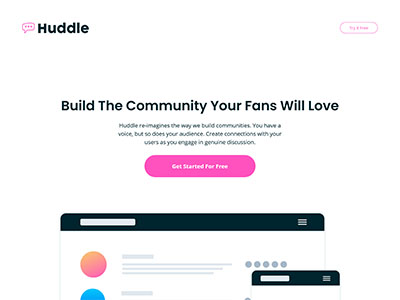 Huddle
Try it Free
Build The Community Your Fans Will Love
Huddle re-imagines the way we build communities. You have a
voice, but so does your audience. Create connections with your
users as you engage in genuine discussion.
Get Started For Free